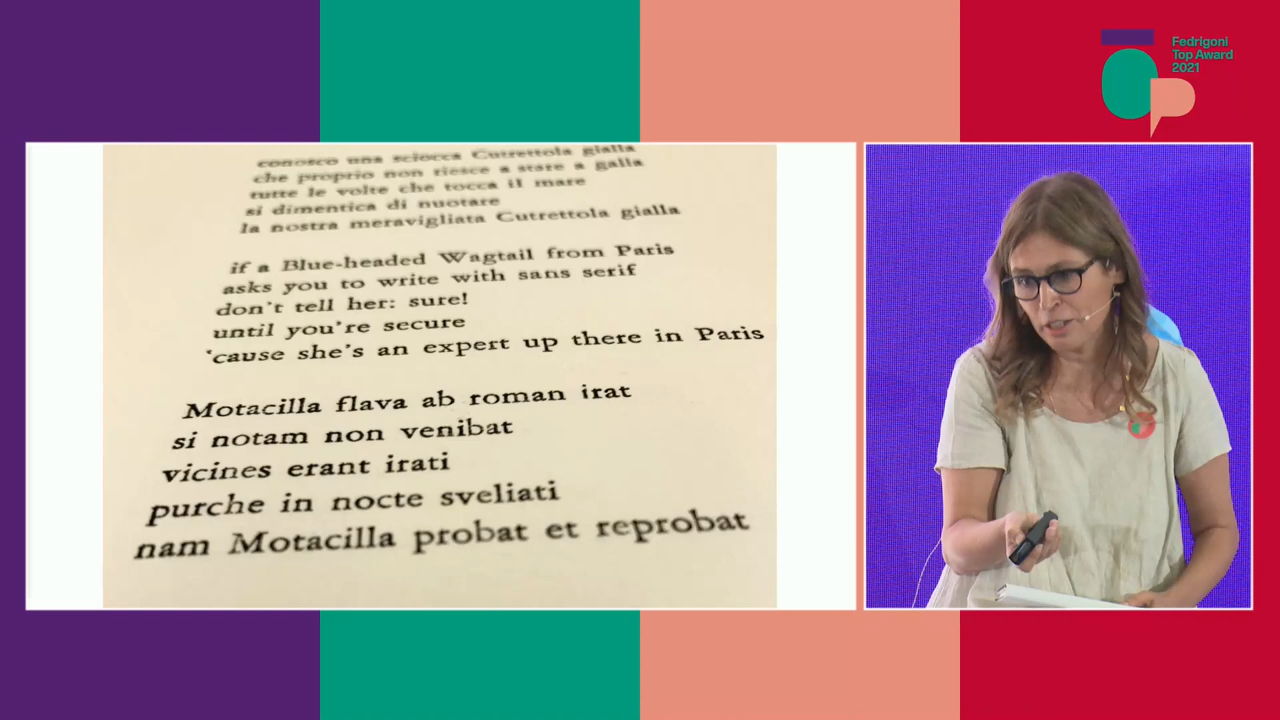 Fedrigoni
Top Award
2021
conosco una sciocca Cutrettola gialla
che proprio non riesce a stare a galla
tutte le volte che tocca il mare
si dimentica di nuotare
la nostra meravigliata Cutrettola gialla
if a Blue-headed Wagtail from Paris
asks you to write with sans serif
don't tell her: sure!
until you're secure
'cause she's an expert up there in Paris
Motacilla flava ab roman irat
si notam non venibat
vicines erant irati
purche in nocte sveliati
nam Motacilla probat et reprobat